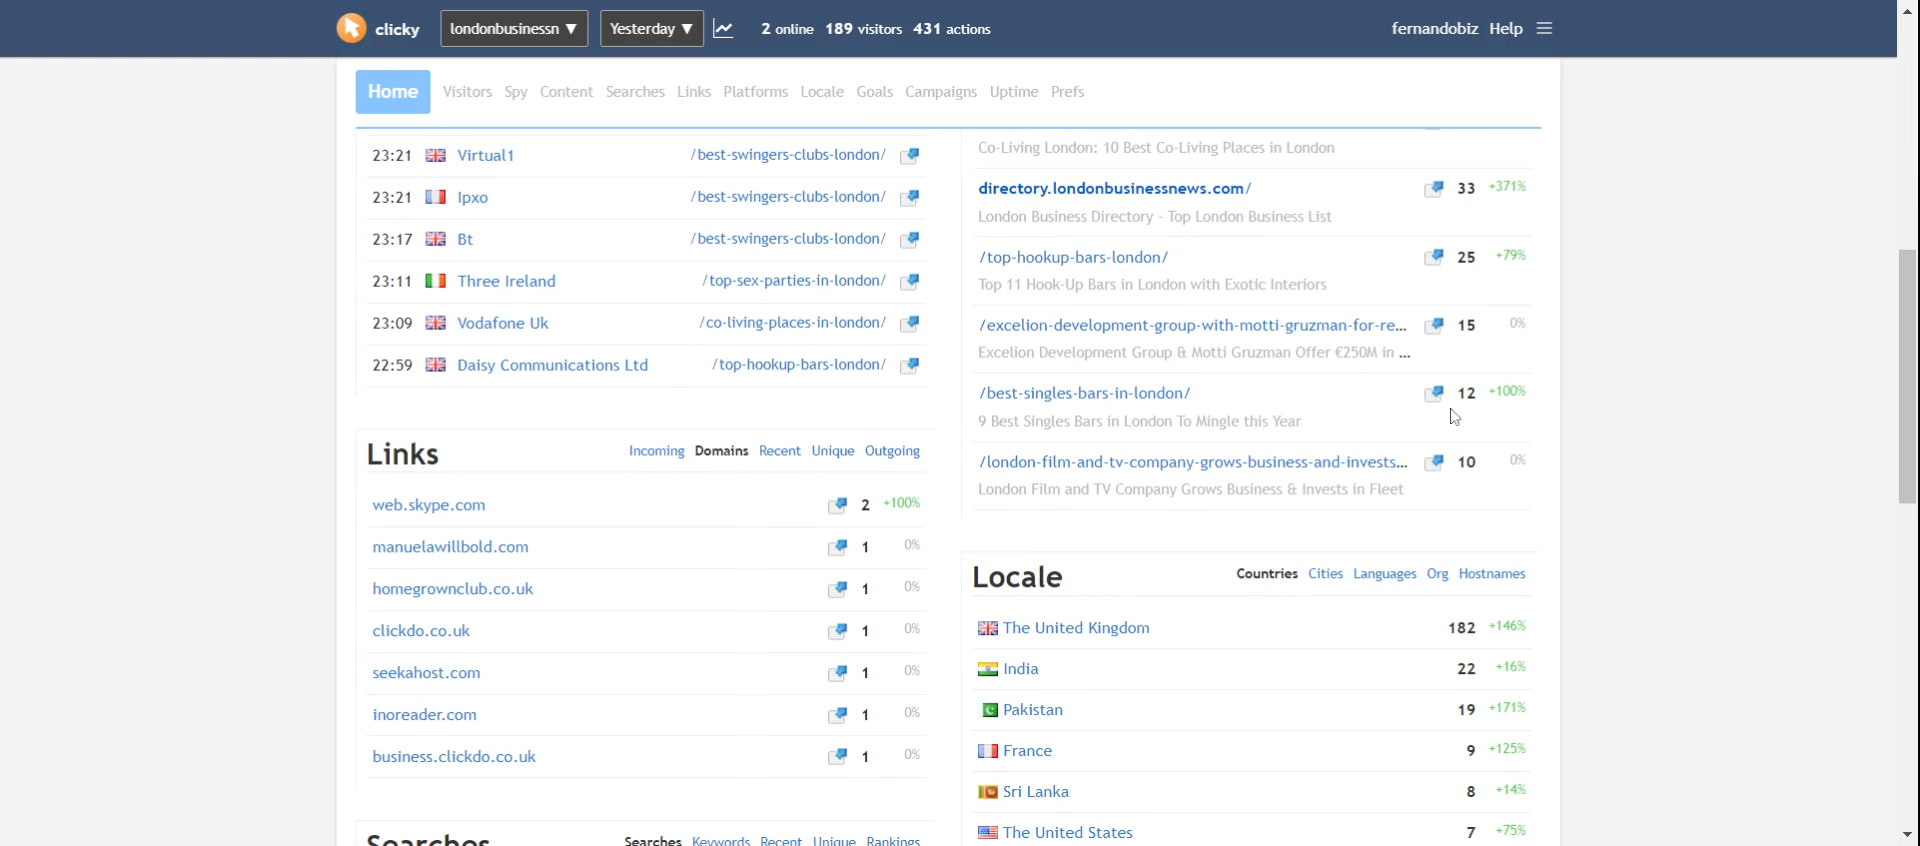 clicky londonbusinessn ▼ Yesterday ▼ 2 online 189 visitors 431 actions fernandobiz Help
Home Visitors Spy Content Searches Links Platforms Locale Goals Campaigns Uptime Prefs
23:21 Virtual1 /best-swingers-clubs-london/
23:21 Ipxo /best-swingers-clubs-london/
23:17 Bt /best-swingers-clubs-london/
23:11 Three Ireland /top-sex-parties-in-london/
23:09 Vodafone Uk /co-living-places-in-london/
22:59 Daisy Communications Ltd /top-hookup-bars-london/
Links Incoming Domains Recent Unique Outgoing
web.skype.com 2 +100%
manuelawillbold.com 1 0%
homegrownclub.co.uk 1 0%
clickdo.co.uk 1 0%
seekahost.com 1 0%
inoreader.com 1 0%
business.clickdo.co.uk 1 0%
Searches Searches Keywords Recent Unique Rankings
Co-Living London: 10 Best Co-Living Places in London
directory.londonbusinessnews.com/ 33 +371%
London Business Directory - Top London Business List
/top-hookup-bars-london/ 25 +79%
Top 11 Hook-Up Bars in London with Exotic Interiors
/excelion-development-group-with-motti-gruzman-for-re... 15 0%
Excelion Development Group & Motti Gruzman Offer €250M in ...
/best-singles-bars-in-london/ 12 +100%
9 Best Singles Bars in London To Mingle this Year
/london-film-and-tv-company-grows-business-and-invests... 10 0%
London Film and TV Company Grows Business & Invests in Fleet
Locale Countries Cities Languages Org Hostnames
The United Kingdom 182 +146%
India 22 +16%
Pakistan 19 +171%
France 9 +125%
Sri Lanka 8 +14%
The United States 7 +75%